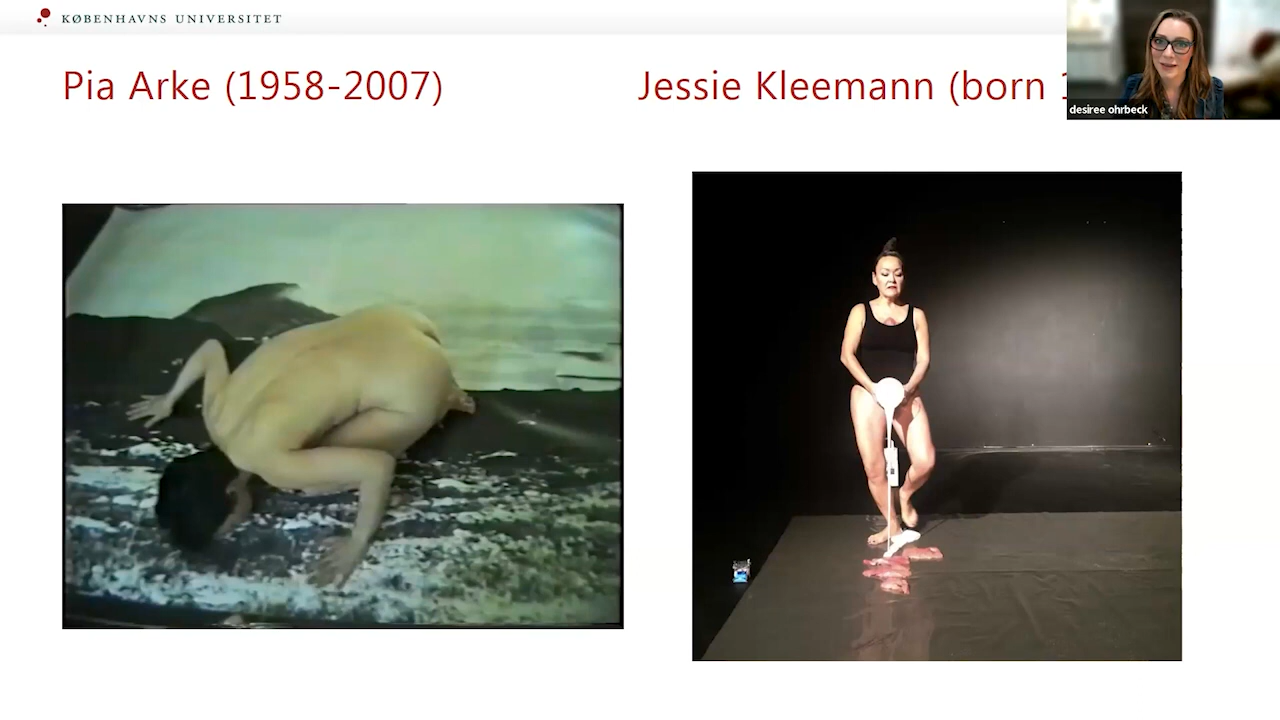 KØBENHAVNS UNIVERSITET
Pia Arke (1958-2007)
Jessie Kleemann (born
desiree ohrbeck